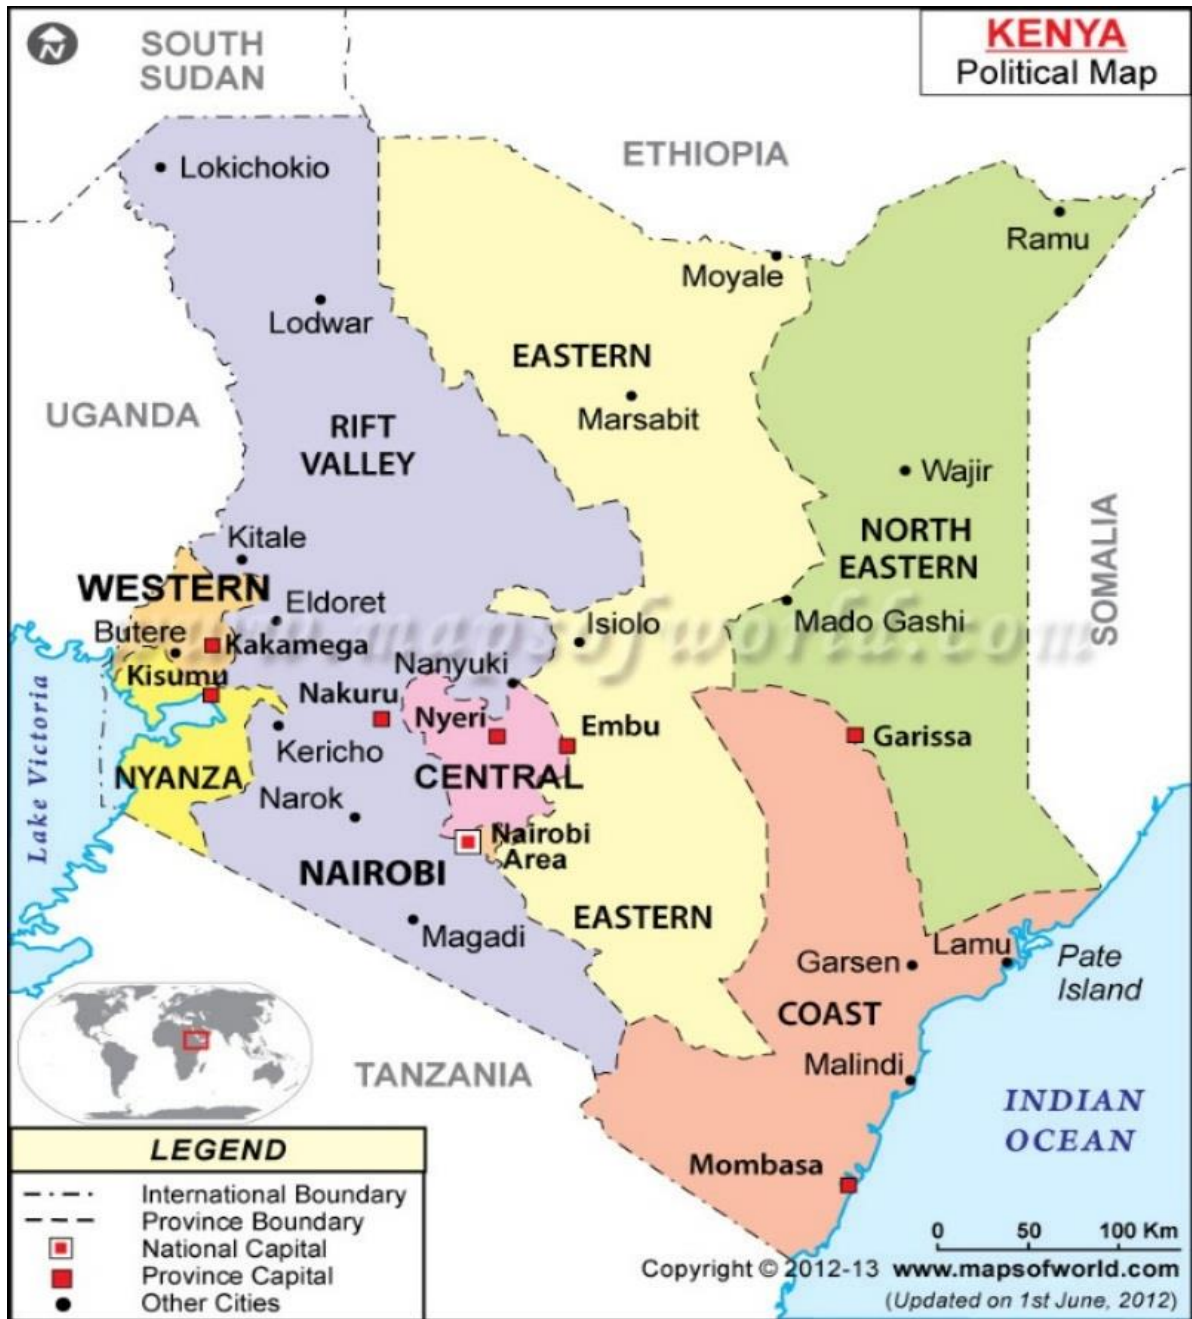 N
SOUTH
SUDAN
KENYA
Political Map
ETHIOPIA
Lokichokio
Ramu
Moyale
Lodwar
EASTERN
Marsabit
UGANDA
RIFT
VALLEY
Wajir
NORTH
EASTERN
SOMALIA
Kitale
WESTERN
Eldoret
Mado Gashi
Isiolo
Butere
Kakamega
www.mapsofworld.com
Nanyuki
Kisumu
Nakuru
Nyeri
Embu
Garissa
Lake Victoria
Kericho
NYANZA
CENTRAL
Narok
Nairobi
Area
NAIROBI
EASTERN
Magadi
Lamu
Garsen
Pate
Island
COAST
Malindi
TANZANIA
INDIAN
OCEAN
Mombasa
LEGEND
International Boundary
Province Boundary
National Capital
Province Capital
Other Cities
0 50 100 Km
Copyright © 2012-13 www.mapsofworld.com
(Updated on 1st June, 2012)